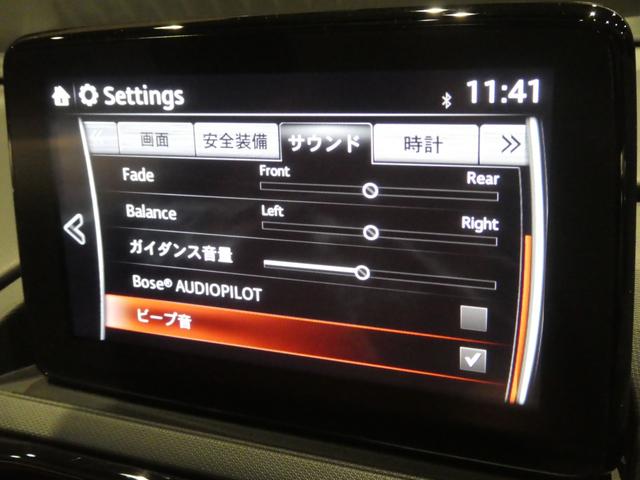 Settings 11:41
画面 安全装備 サウンド 時計
Fade Front Rear
Balance Left Right
ガイダンス音量
Bose® AUDIOPILOT
ビープ音